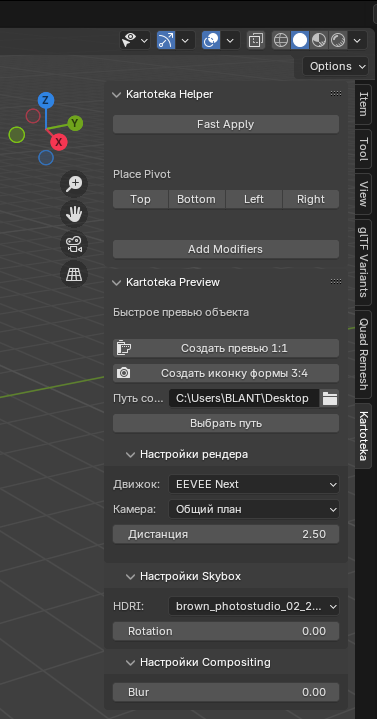 Options
Z
Y
X
Kartoteka Helper
Fast Apply
Place Pivot
Top Bottom Left Right
Add Modifiers
Kartoteka Preview
Быстрое превью объекта
Создать превью 1:1
Создать иконку формы 3:4
Путь со... C:\Users\BLANT\Desktop
Выбрать путь
Настройки рендера
Движок: EEVEE Next
Камера: Общий план
Дистанция 2.50
Настройки Skybox
HDRI: brown_photostudio_02_2...
Rotation 0.00
Настройки Compositing
Blur 0.00
Item
Tool
View
glTF Variants
Quad Remesh
Kartoteka